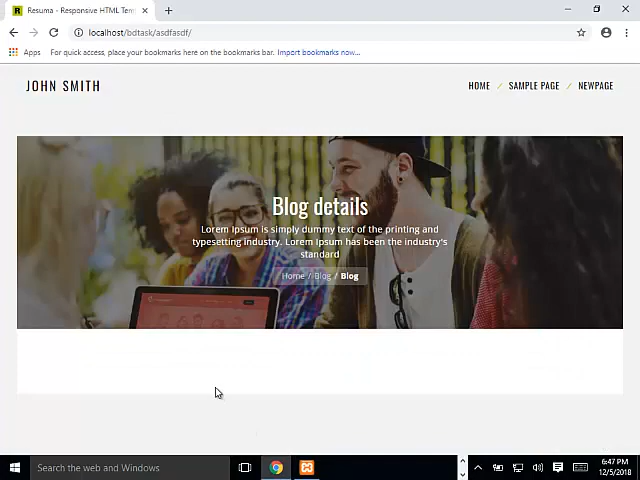 Resuma - Responsive HTML Tem
localhost/bdtask/asdfasdf/
Apps For quick access, place your bookmarks here on the bookmarks bar. Import bookmarks now...
JOHN SMITH
HOME / SAMPLE PAGE / NEWPAGE
Blog details
Lorem Ipsum is simply dummy text of the printing and
typesetting industry. Lorem Ipsum has been the industry's
standard
Home / Blog / Blog
Search the web and Windows
6:47 PM
12/5/2018